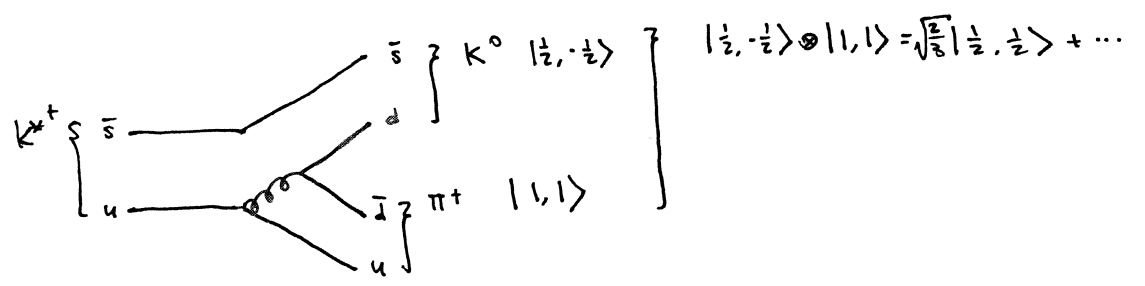 s̄ K⁰ |½, -½⟩ |½, -½⟩ ⊗ |1, 1⟩ = √⅔ |½, ½⟩ + ...
K*⁺ s̄ d
u d̄ π+ |1, 1⟩
u